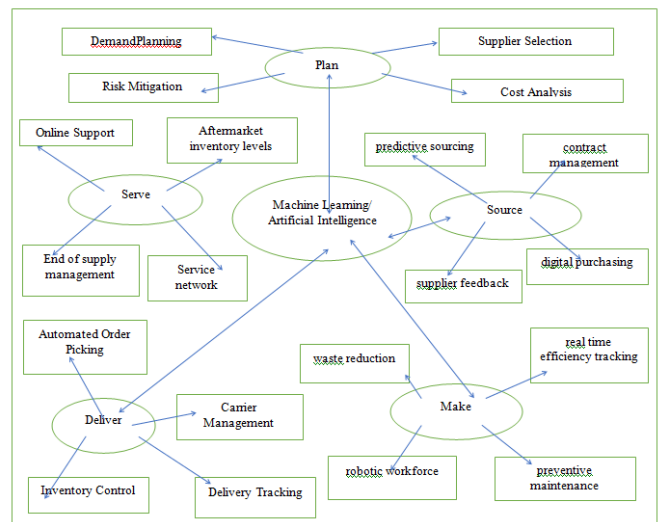 DemandPlanning
Supplier Selection
Plan
Risk Mitigation
Cost Analysis
Online Support
Aftermarket
inventory levels
predictive sourcing
contract
management
Serve
Machine Learning/
Artificial Intelligence
Source
End of supply
management
Service
network
supplier feedback
digital purchasing
Automated Order
Picking
waste reduction
real time
efficiency tracking
Carrier
Management
Make
Deliver
robotic workforce
preventive
maintenance
Inventory Control
Delivery Tracking